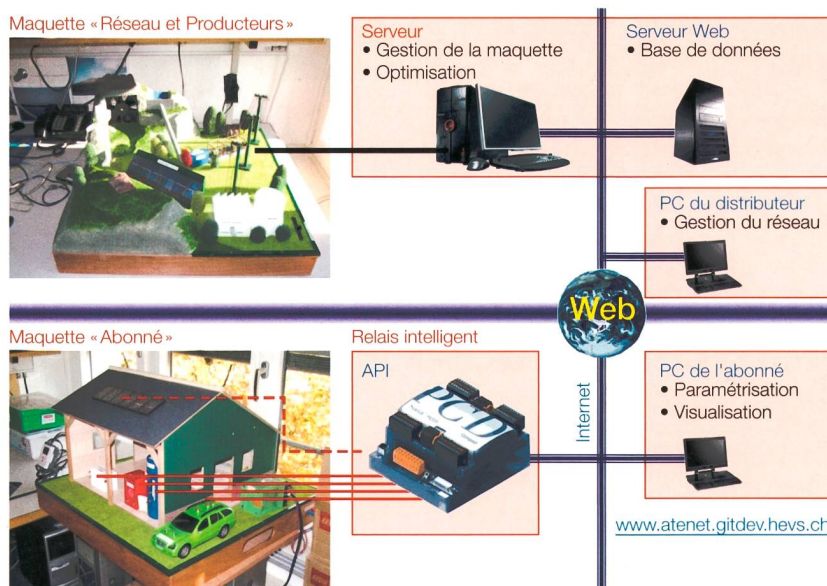 Maquette « Réseau et Producteurs »
Serveur
• Gestion de la maquette
• Optimisation
Serveur Web
• Base de données
PC du distributeur
• Gestion du réseau
Web
Maquette « Abonné »
Relais intelligent
API
PCD
Internet
PC de l'abonné
• Paramétrisation
• Visualisation
www.atenet.gitdev.hevs.ch